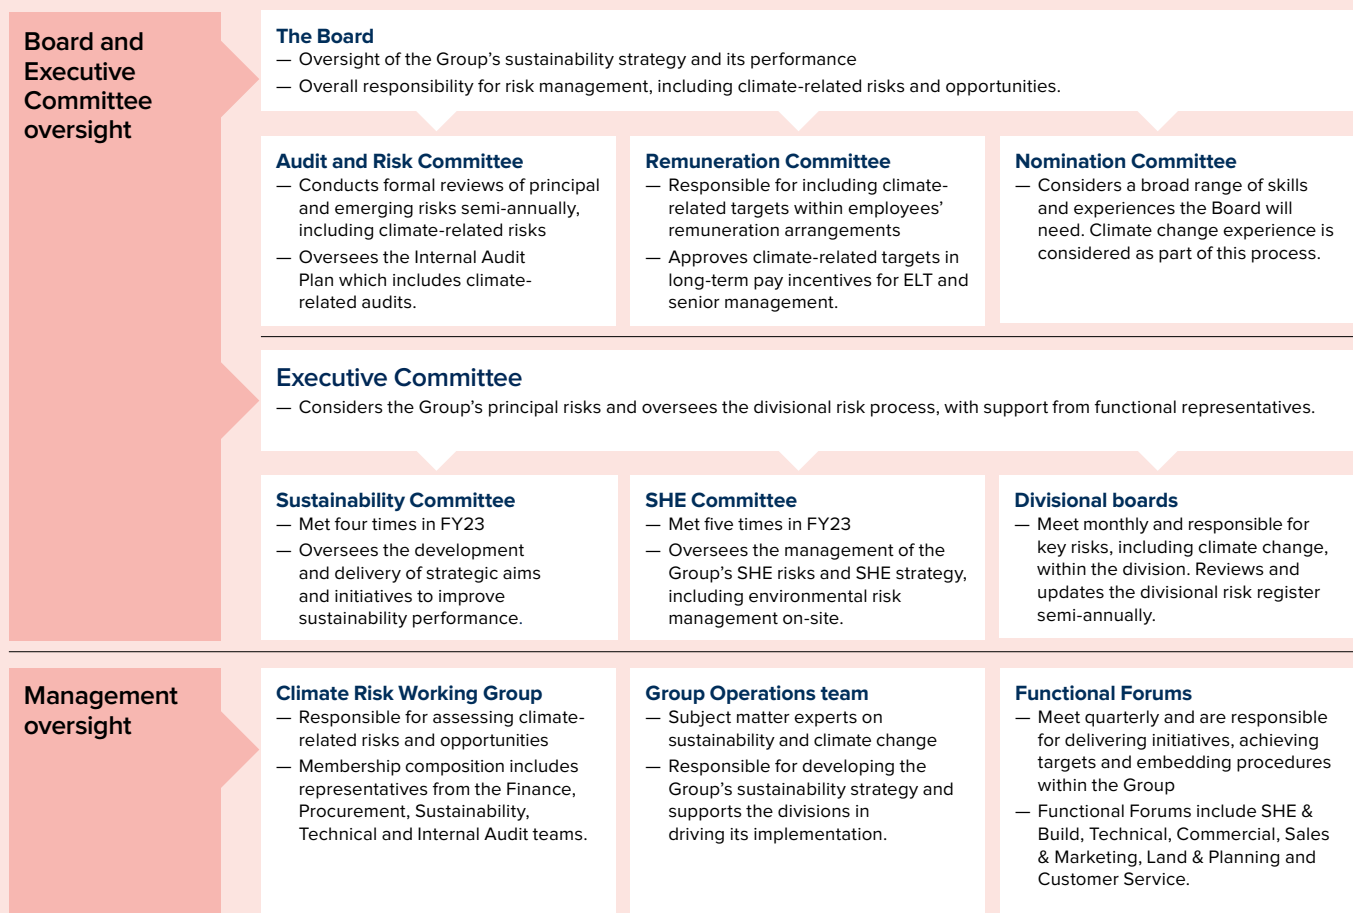 Board and
Executive
Committee
oversight
The Board
— Oversight of the Group’s sustainability strategy and its performance
— Overall responsibility for risk management, including climate-related risks and opportunities.
Audit and Risk Committee
— Conducts formal reviews of principal
and emerging risks semi-annually,
including climate-related risks
— Oversees the Internal Audit
Plan which includes climate-
related audits.
Remuneration Committee
— Responsible for including climate-
related targets within employees’
remuneration arrangements
— Approves climate-related targets in
long-term pay incentives for ELT and
senior management.
Nomination Committee
— Considers a broad range of skills
and experiences the Board will
need. Climate change experience is
considered as part of this process.
Executive Committee
— Considers the Group’s principal risks and oversees the divisional risk process, with support from functional representatives.
Sustainability Committee
— Met four times in FY23
— Oversees the development
and delivery of strategic aims
and initiatives to improve
sustainability performance.
SHE Committee
— Met five times in FY23
— Oversees the management of the
Group’s SHE risks and SHE strategy,
including environmental risk
management on-site.
Divisional boards
— Meet monthly and responsible for
key risks, including climate change,
within the division. Reviews and
updates the divisional risk register
semi-annually.
Management
oversight
Climate Risk Working Group
— Responsible for assessing climate-
related risks and opportunities
— Membership composition includes
representatives from the Finance,
Procurement, Sustainability,
Technical and Internal Audit teams.
Group Operations team
— Subject matter experts on
sustainability and climate change
— Responsible for developing the
Group’s sustainability strategy and
supports the divisions in
driving its implementation.
Functional Forums
— Meet quarterly and are responsible
for delivering initiatives, achieving
targets and embedding procedures
within the Group
— Functional Forums include SHE &
Build, Technical, Commercial, Sales
& Marketing, Land & Planning and
Customer Service.